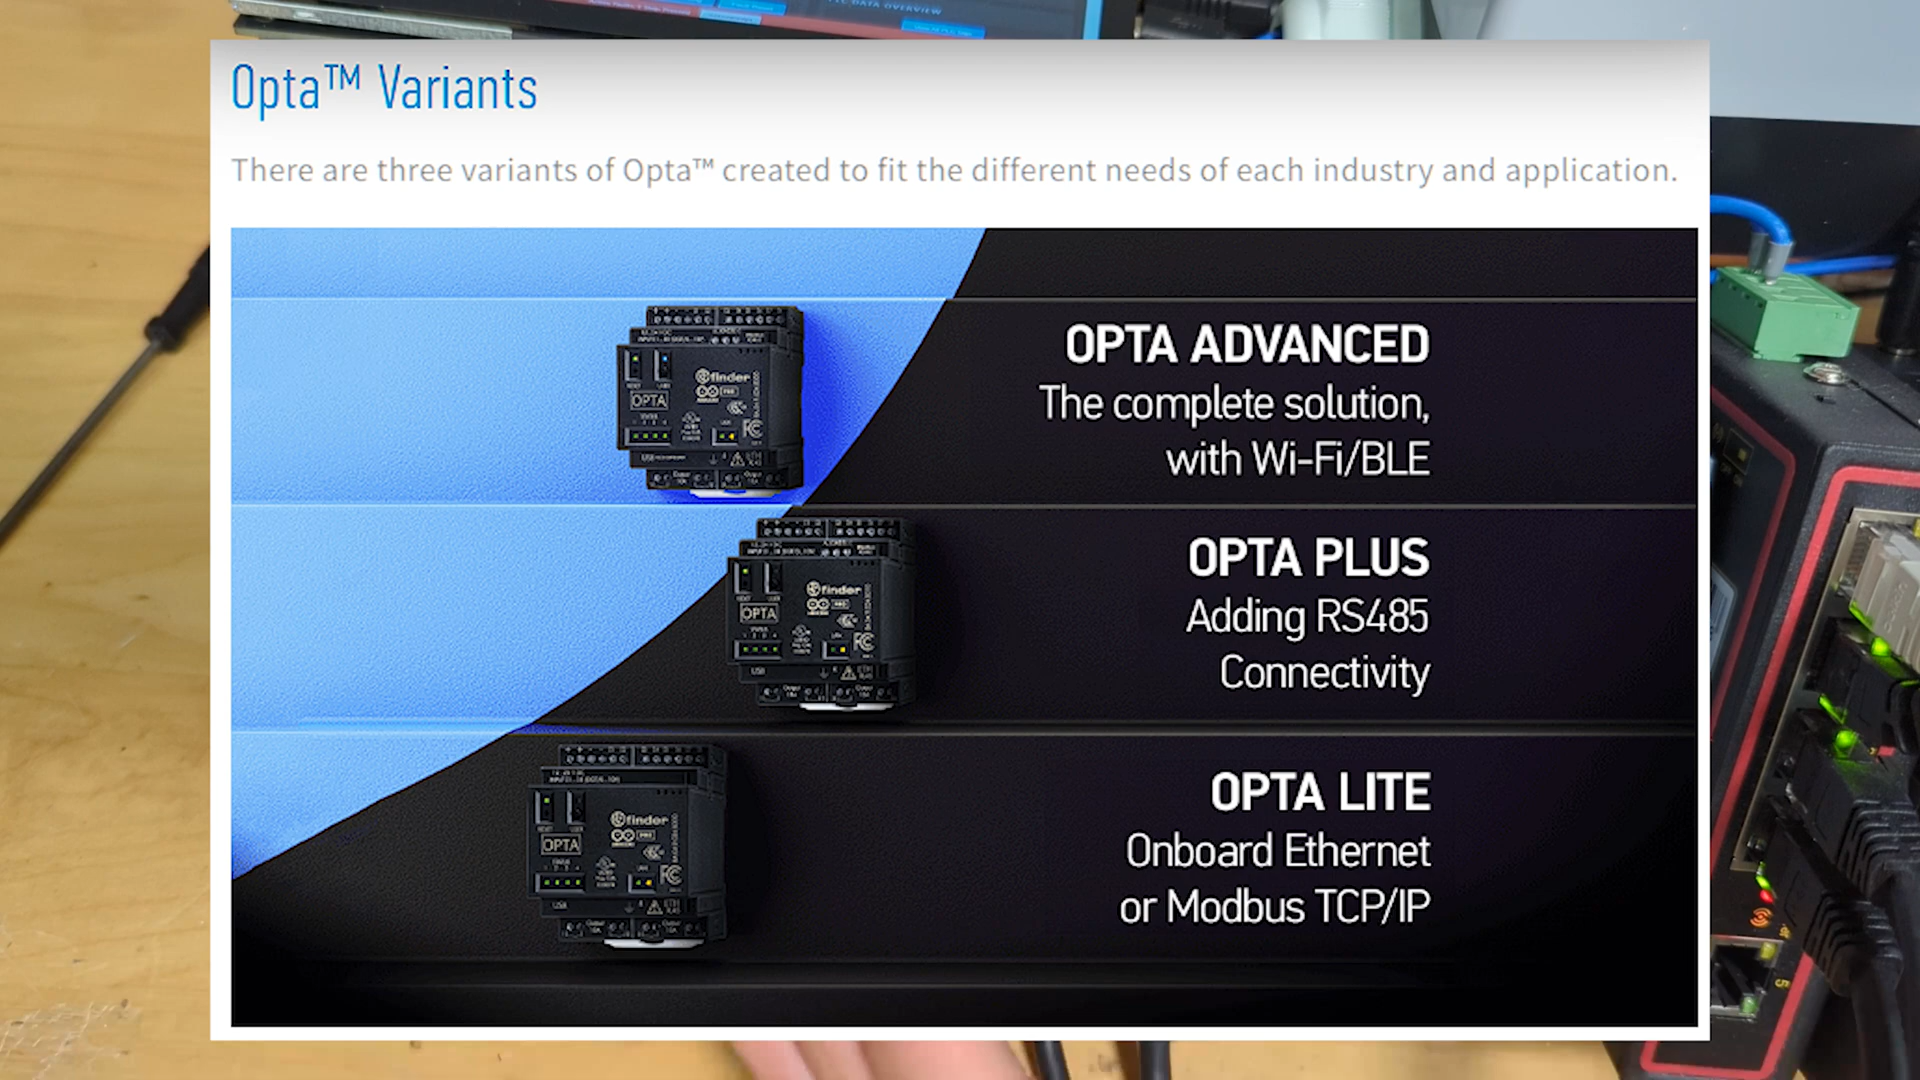 DATA OVERVIEW
Opta™ Variants
There are three variants of Opta™ created to fit the different needs of each industry and application.
finder
OPTA
OPTA ADVANCED
The complete solution,
with Wi-Fi/BLE
finder
OPTA
OPTA PLUS
Adding RS485
Connectivity
finder
OPTA
OPTA LITE
Onboard Ethernet
or Modbus TCP/IP